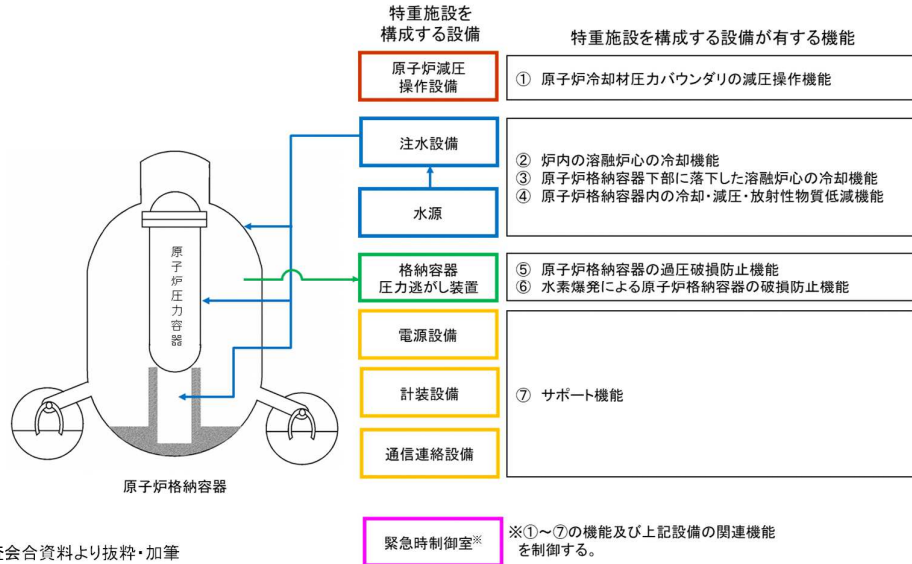 特重施設を
構成する設備
特重施設を構成する設備が有する機能
原子炉減圧
操作設備
① 原子炉冷却材圧力バウンダリの減圧操作機能
注水設備
水源
② 炉内の溶融炉心の冷却機能
③ 原子炉格納容器下部に落下した溶融炉心の冷却機能
④ 原子炉格納容器内の冷却・減圧・放射性物質低減機能
格納容器
圧力逃がし装置
⑤ 原子炉格納容器の過圧破損防止機能
⑥ 水素爆発による原子炉格納容器の破損防止機能
電源設備
計装設備
通信連絡設備
⑦ サポート機能
原子炉圧力容器
原子炉格納容器
緊急時制御室※
※①～⑦の機能及び上記設備の関連機能
を制御する。
会合資料より抜粋・加筆